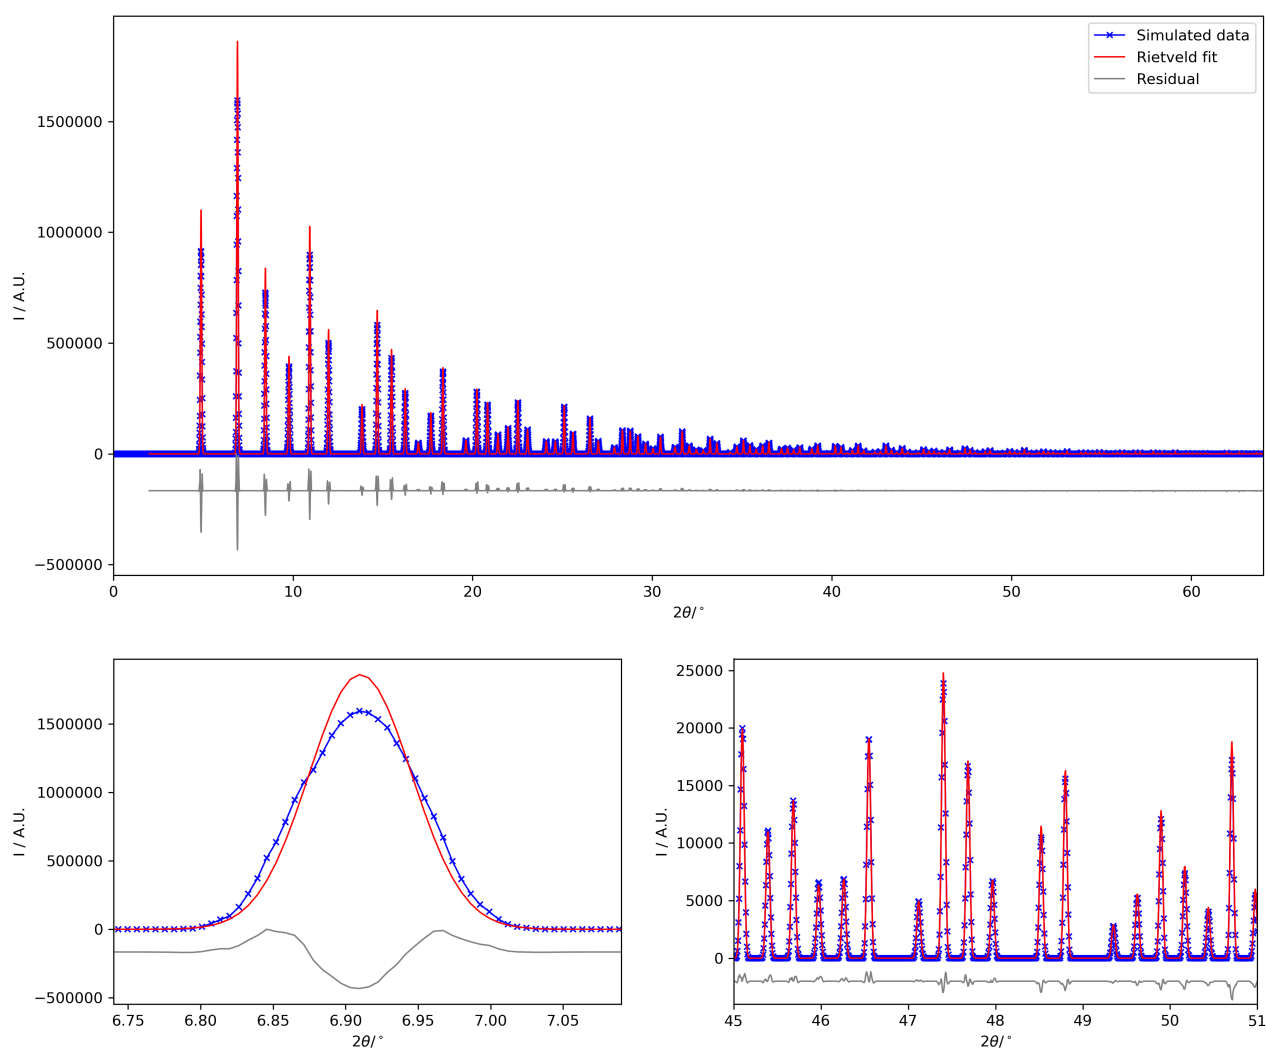 Simulated data
Rietveld fit
Residual
I / A.U.
1500000
1000000
500000
0
−500000
0 10 20 30 40 50 60
2θ/°
I / A.U.
1500000
1000000
500000
0
−500000
6.75 6.80 6.85 6.90 6.95 7.00 7.05
2θ/°
I / A.U.
25000
20000
15000
10000
5000
0
45 46 47 48 49 50 51
2θ/°